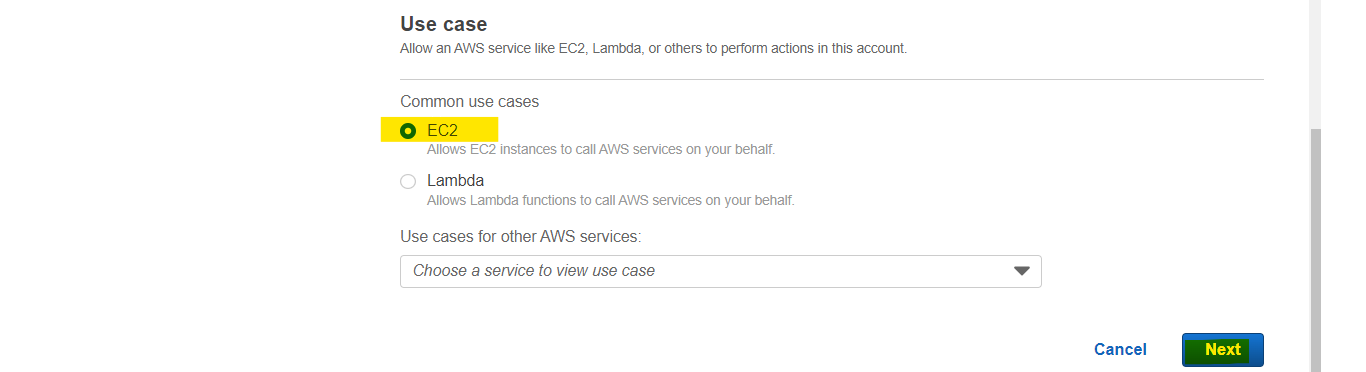 Use case
Allow an AWS service like EC2, Lambda, or others to perform actions in this account.
Common use cases
EC2
Allows EC2 instances to call AWS services on your behalf.
Lambda
Allows Lambda functions to call AWS services on your behalf.
Use cases for other AWS services:
Choose a service to view use case
Cancel Next